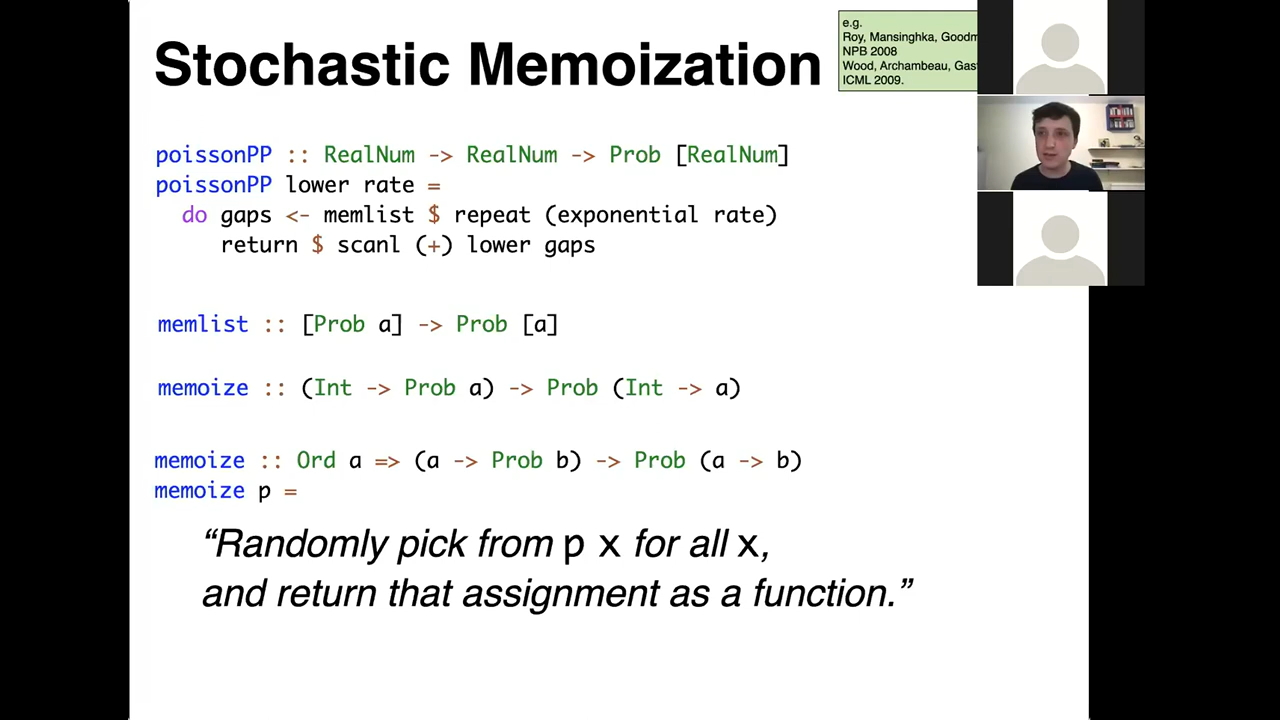 Stochastic Memoization
e.g.
Roy, Mansinghka,
NPB 2008
Wood, Archambeau,
ICML 2009.
poissonPP :: RealNum -> RealNum -> Prob [RealNum]
poissonPP lower rate =
do gaps <- memlist $ repeat (exponential rate)
return $ scanl (+) lower gaps
memlist :: [Prob a] -> Prob [a]
memoize :: (Int -> Prob a) -> Prob (Int -> a)
memoize :: Ord a => (a -> Prob b) -> Prob (a -> b)
memoize p =
“Randomly pick from p x for all x,
and return that assignment as a function.”